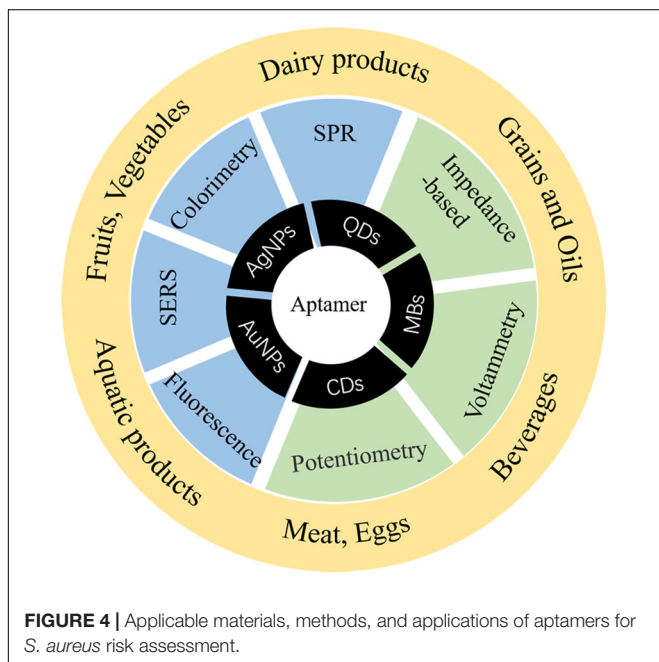 Dairy products
Grains and Oils
Beverages
Meat, Eggs
Aquatic products
Fruits, Vegetables
SPR
Impedance
-based
Voltammetry
Potentiometry
Fluorescence
SERS
Colorimetry
QDs
MBs
CDs
AuNPs
AgNPs
Aptamer
FIGURE 4 | Applicable materials, methods, and applications of aptamers for
S. aureus risk assessment.